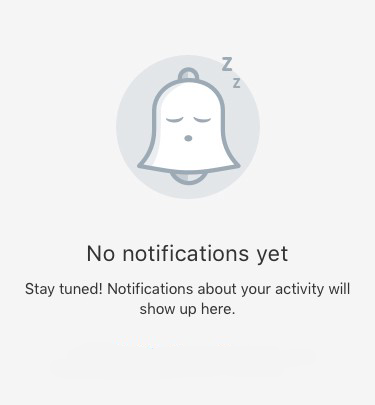 Z
Z
No notifications yet
Stay tuned! Notifications about your activity will
show up here.